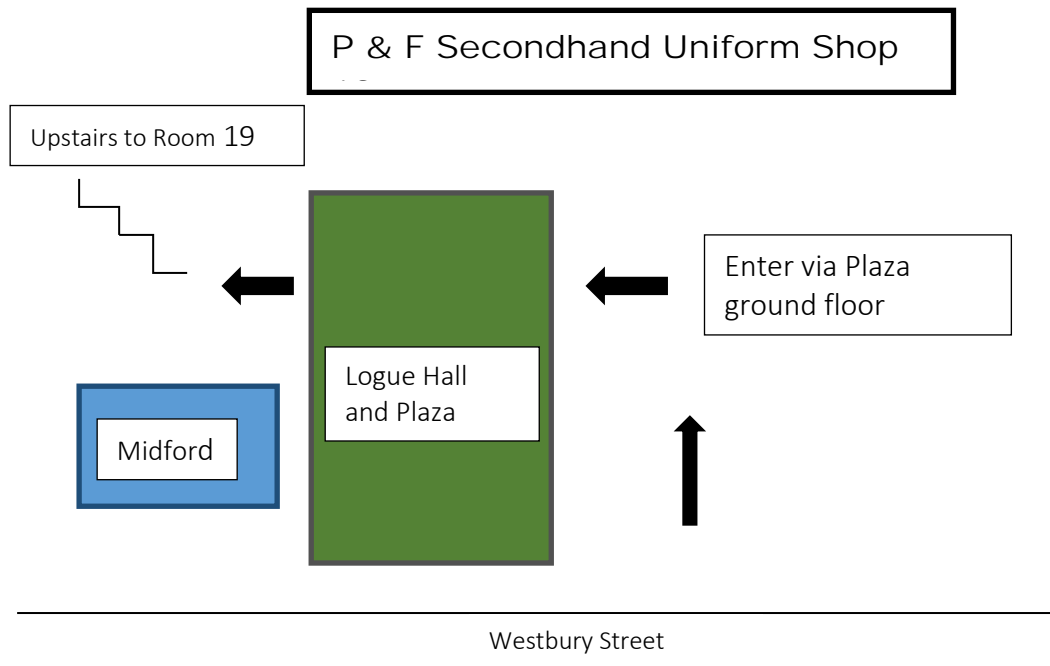 P & F Secondhand Uniform Shop
Upstairs to Room 19
Enter via Plaza
ground floor
Logue Hall
and Plaza
Midford
Westbury Street